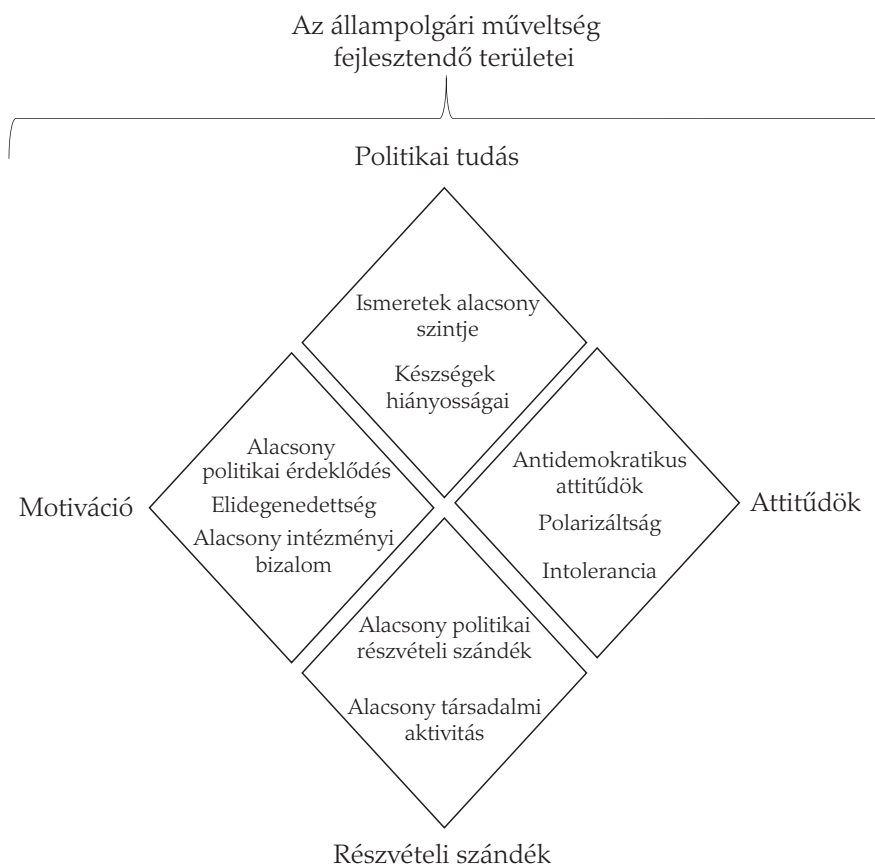 Az állampolgári műveltség
fejlesztendő területei
Politikai tudás
Ismeretek alacsony
szintje
Készségek
hiányosságai
Motiváció
Alacsony
politikai érdeklődés
Elidegenedettség
Alacsony intézményi
bizalom
Antidemokratikus
attitűdök
Polarizáltság
Intolerancia
Attitűdök
Alacsony politikai
részvételi szándék
Alacsony társadalmi
aktivitás
Részvételi szándék